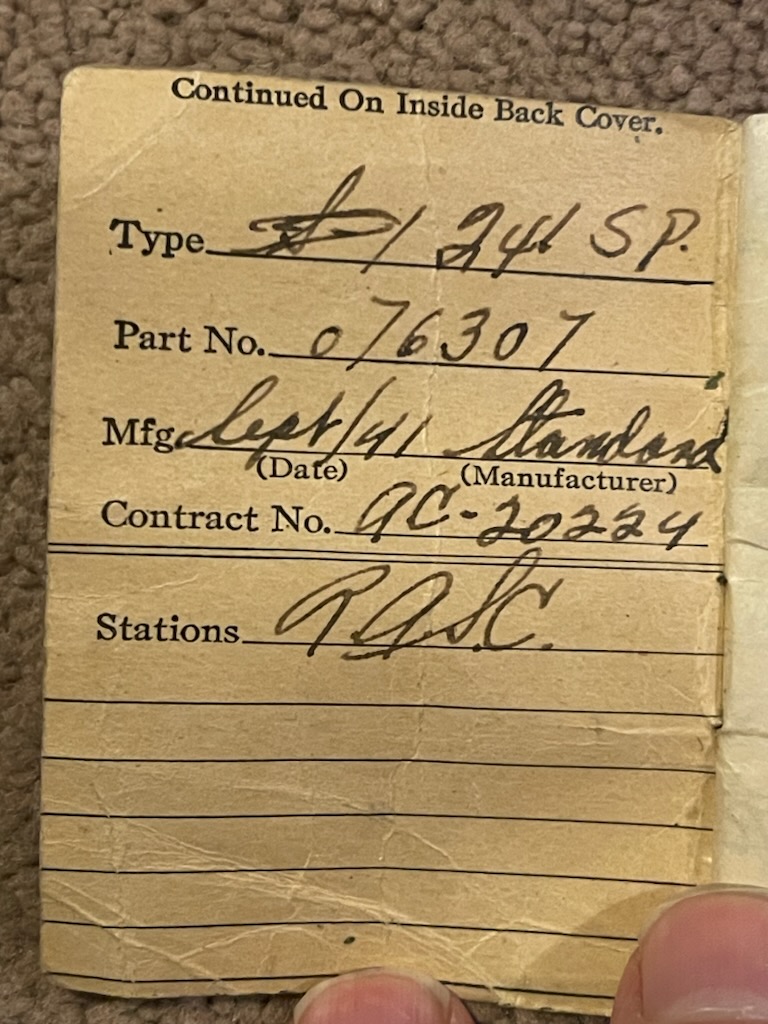 Continued On Inside Back Cover.
Type 1 24' SP.
Part No. 076307
Mfg. Sept/41 Standard
(Date) (Manufacturer)
Contract No. AC-20224
Stations